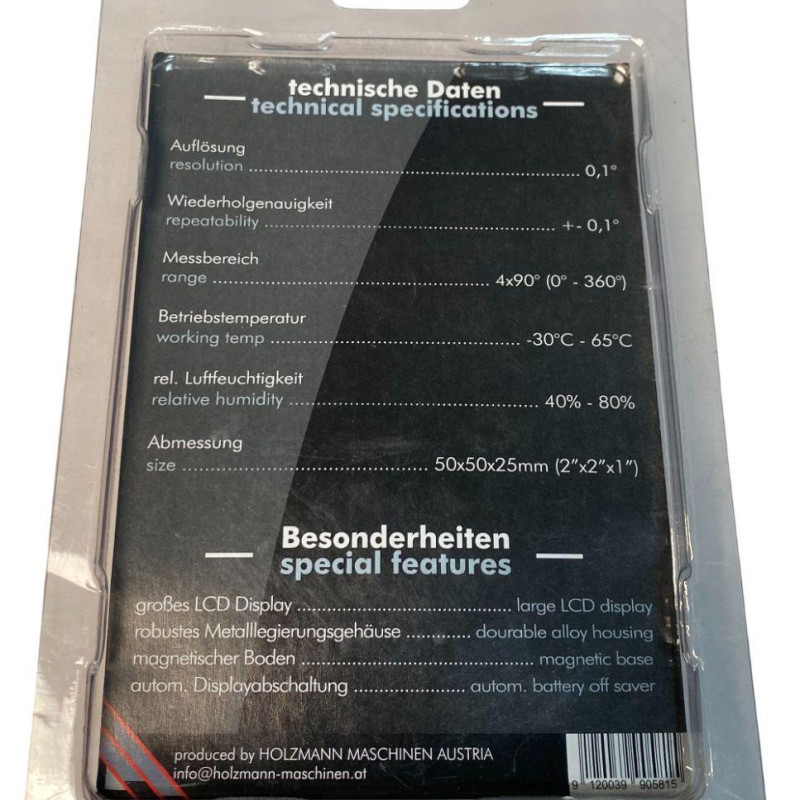 technische Daten
technical specifications
Auflösung
resolution ........................................................ 0,1°
Wiederholgenauigkeit
repeatability .................................................. +- 0,1°
Messbereich
range ................................................ 4x90° (0° - 360°)
Betriebstemperatur
working temp ........................................... -30°C - 65°C
rel. Luftfeuchtigkeit
relative humidity .......................................... 40% - 80%
Abmessung
size .......................................... 50x50x25mm (2"x2"x1")
Besonderheiten
special features
großes LCD Display ........................................ large LCD display
robustes Metalllegierungsgehäuse ............ dourable alloy housing
magnetischer Boden ........................................... magnetic base
autom. Displayabschaltung ..................... autom. battery off saver
produced by HOLZMANN MASCHINEN AUSTRIA
info@holzmann-maschinen.at
9 120039 905815